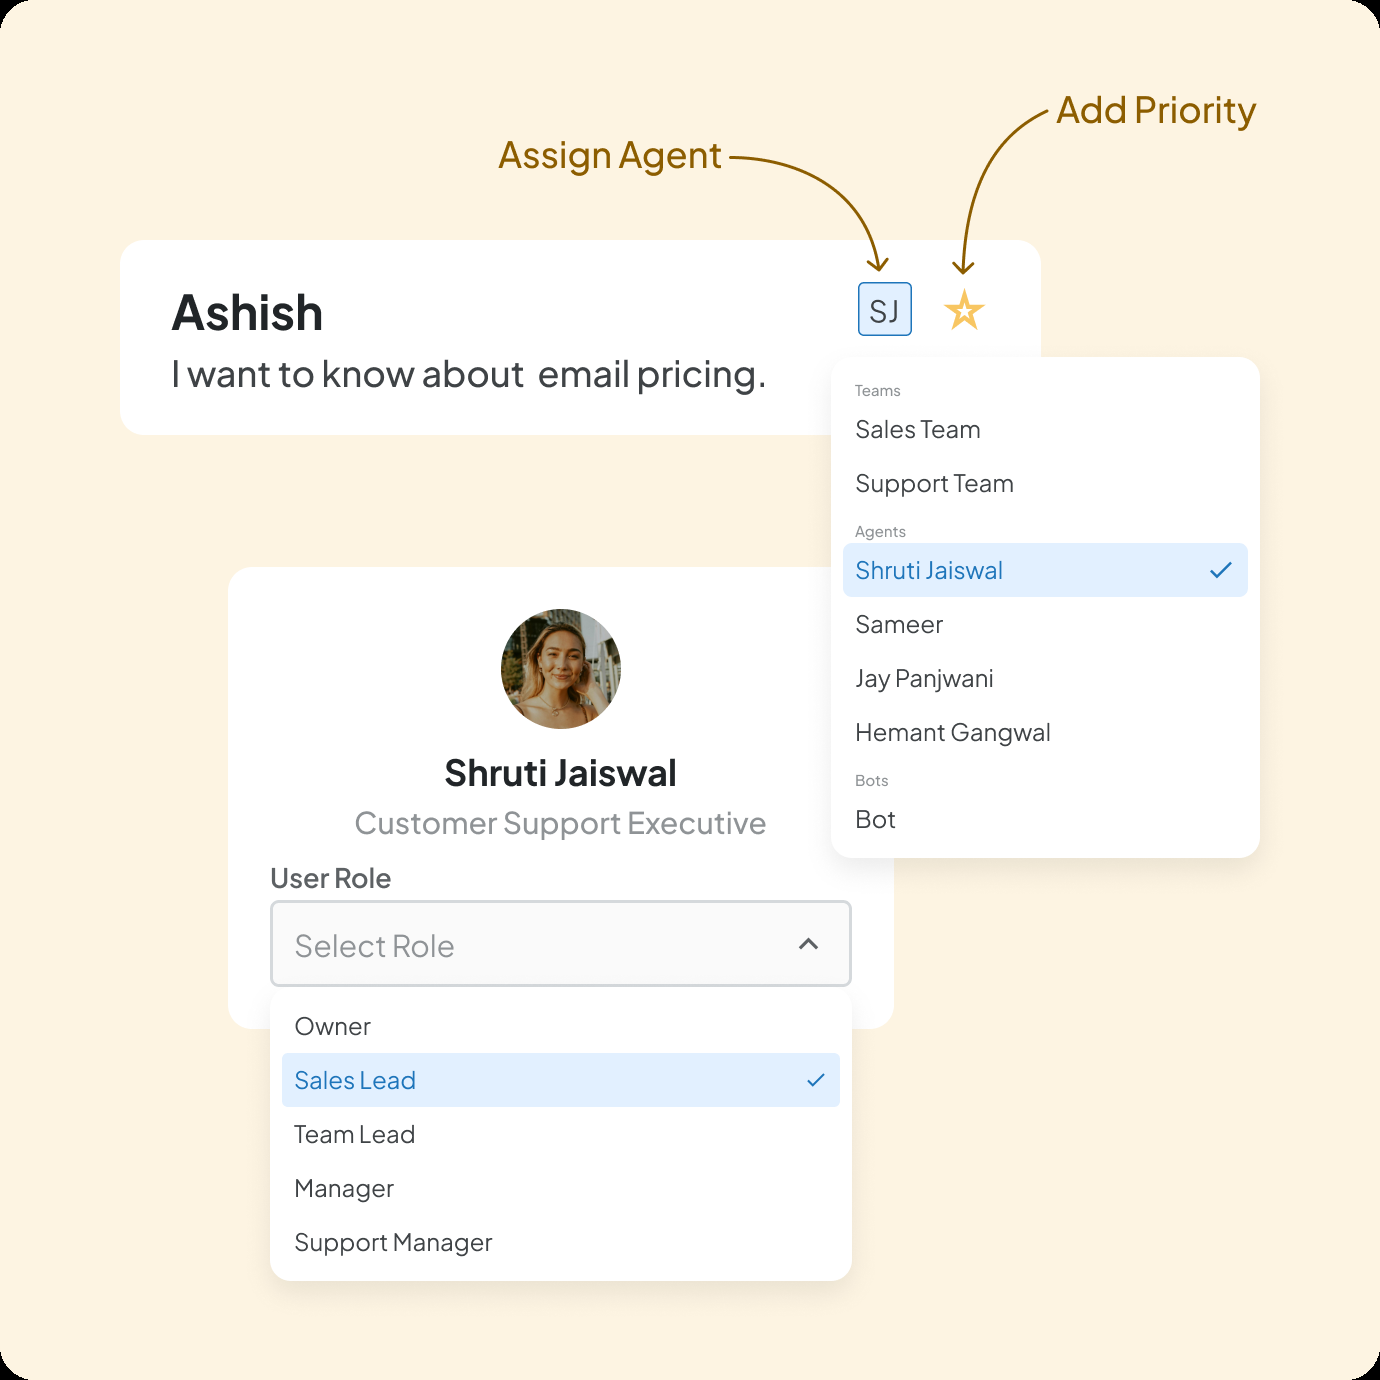 Add Priority
Assign Agent
Ashish
SJ
I want to know about email pricing.
Teams
Sales Team
Support Team
Agents
Shruti Jaiswal
Sameer
Jay Panjwani
Hemant Gangwal
Bots
Bot
Shruti Jaiswal
Customer Support Executive
User Role
Select Role
Owner
Sales Lead
Team Lead
Manager
Support Manager